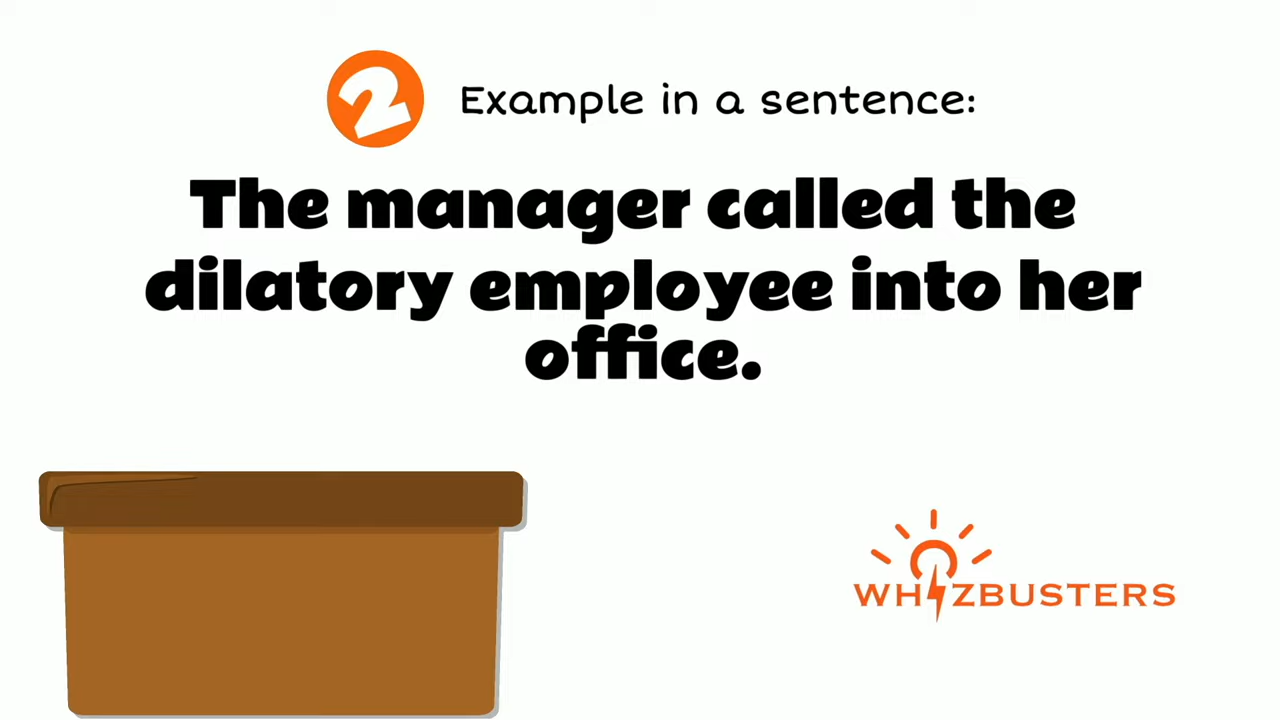 2 Example in a sentence:
The manager called the
dilatory employee into her
office.
WHIZBUSTERS